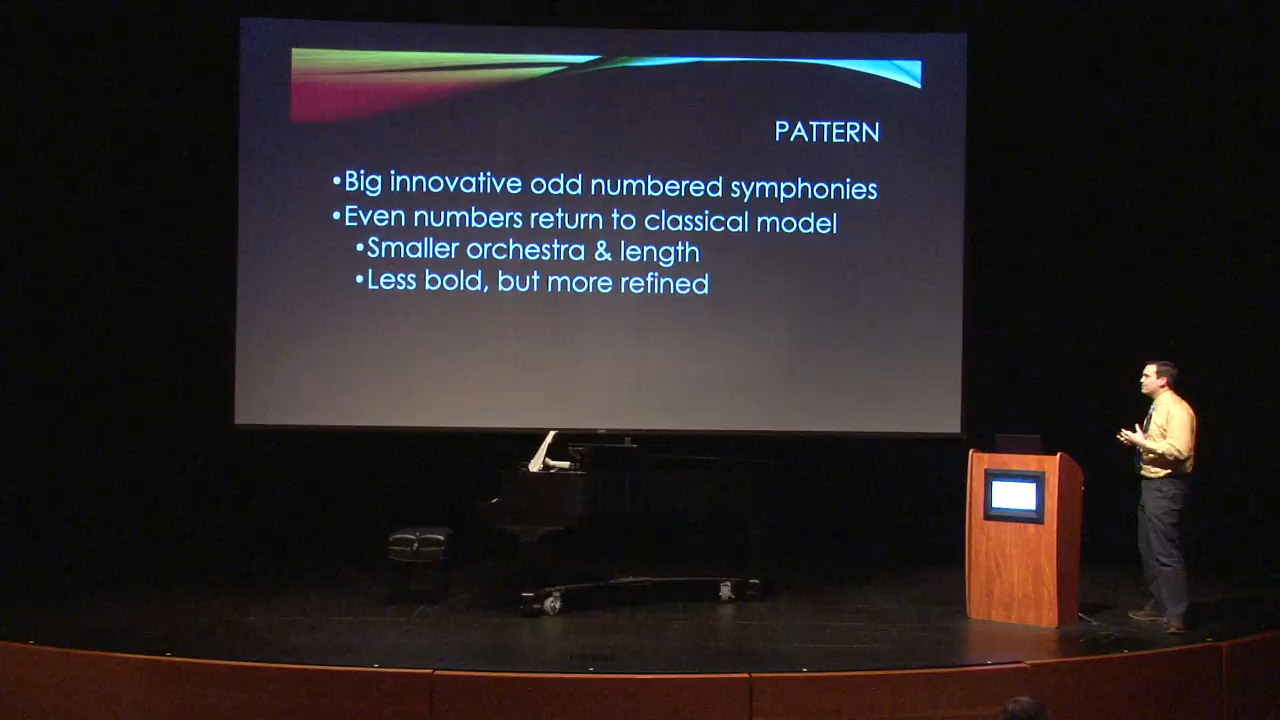 PATTERN
•Big innovative odd numbered symphonies
•Even numbers return to classical model
•Smaller orchestra & length
•Less bold, but more refined